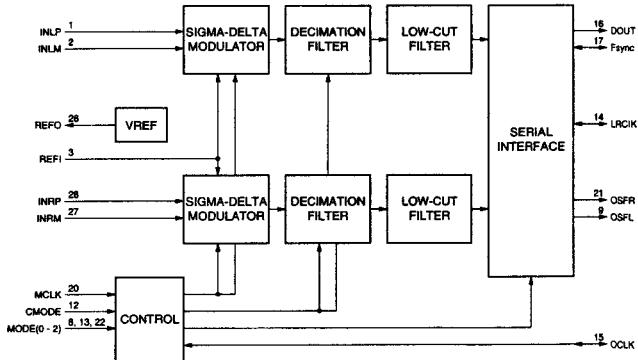 INLP 1
INLM 2
SIGMA-DELTA
MODULATOR
DECIMATION
FILTER
LOW-CUT
FILTER
16 DOUT
17 Fsync
REFO 26
VREF
REFI 3
14 LRCIK
SERIAL
INTERFACE
INRP 28
INRM 27
SIGMA-DELTA
MODULATOR
DECIMATION
FILTER
LOW-CUT
FILTER
21 OSFR
9 OSFL
MCLK 20
CMODE 12
MODE(0 - 2) 8, 13, 22
CONTROL
15 OCLK